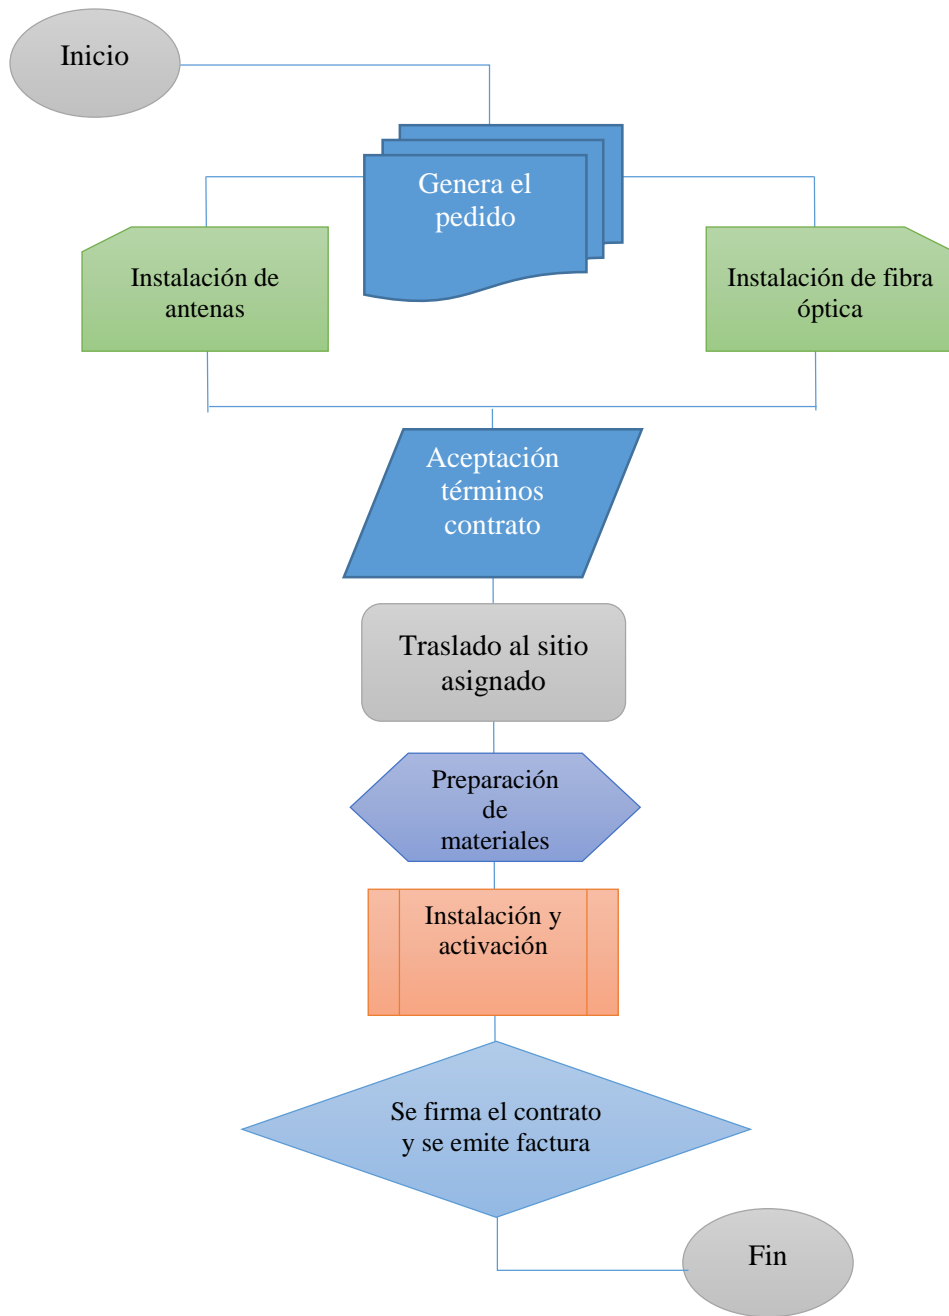 Inicio
Genera el
pedido
Instalación de
antenas
Instalación de fibra
óptica
Aceptación
términos
contrato
Traslado al sitio
asignado
Preparación
de
materiales
Instalación y
activación
Se firma el contrato
y se emite factura
Fin